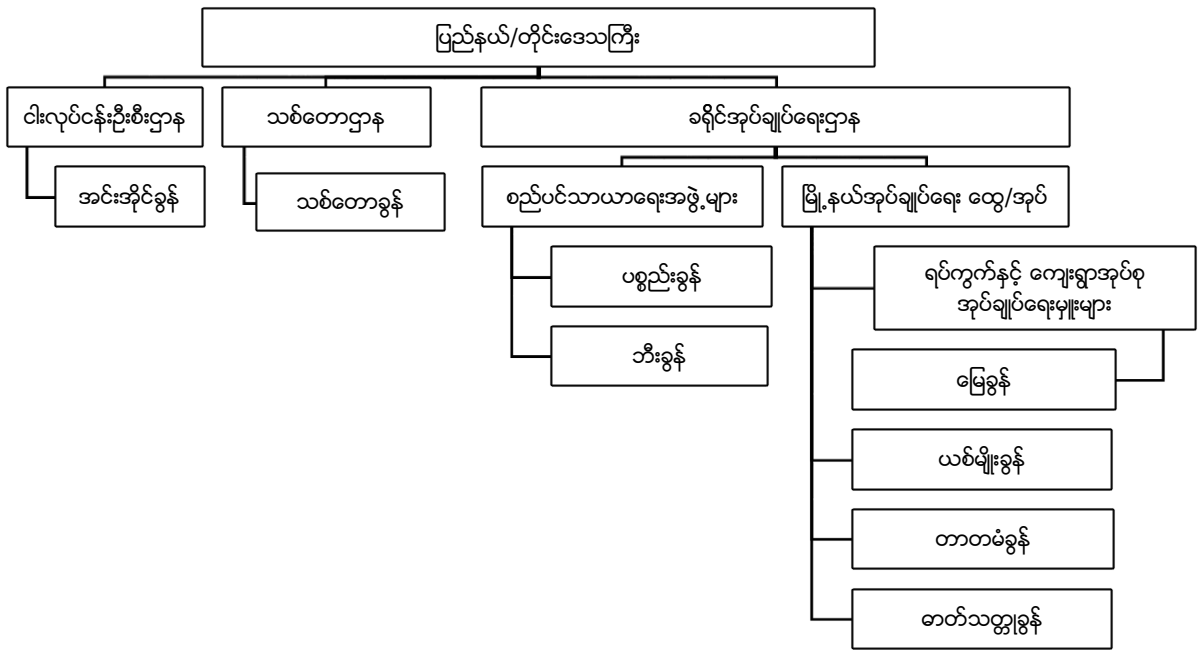 ပြည်နယ်/တိုင်းဒေသကြီး
ငါးလုပ်ငန်းဦးစီးဌာန
သစ်တောဌာန
ခရိုင်အုပ်ချုပ်ရေးဌာန
အင်းအိုင်ခွန်
သစ်တောခွန်
စည်ပင်သာယာရေးအဖွဲ့များ
မြို့နယ်အုပ်ချုပ်ရေး ထွေ/အုပ်
ပစ္စည်းခွန်
ဘီးခွန်
ရပ်ကွက်နှင့် ကျေးရွာအုပ်စု
အုပ်ချုပ်ရေးမှူးများ
မြေခွန်
ယစ်မျိုးခွန်
တာတမံခွန်
ဓာတ်သတ္တုခွန်